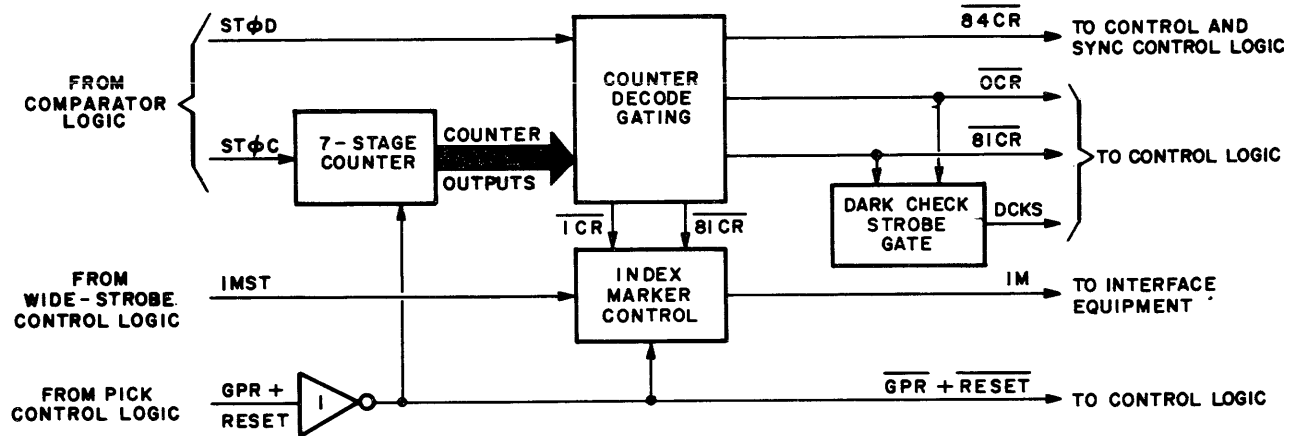 FROM
COMPARATOR
LOGIC
STϕD
STϕC
7-STAGE
COUNTER
COUNTER
OUTPUTS
COUNTER
DECODE
GATING
84CR
TO CONTROL AND
SYNC CONTROL LOGIC
OCR
81CR
TO CONTROL LOGIC
DARK CHECK
STROBE
GATE
DCKS
1CR
81CR
FROM
WIDE-STROBE
CONTROL LOGIC
IMST
INDEX
MARKER
CONTROL
IM
TO INTERFACE
EQUIPMENT
FROM PICK
CONTROL LOGIC
GPR +
RESET
I
GPR + RESET
TO CONTROL LOGIC